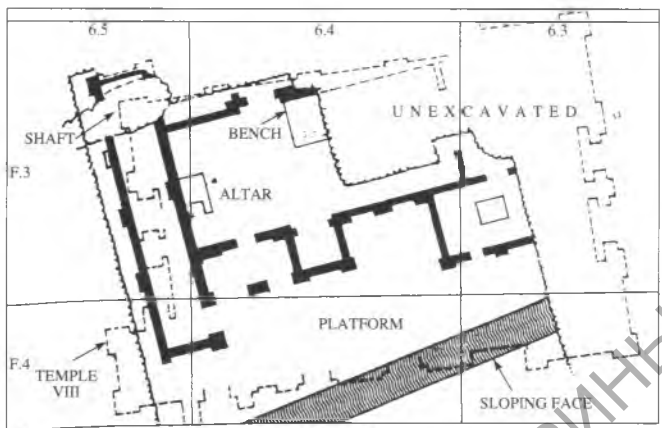 6.5 6.4 6.3
UNEXCAVATED
SHAFT
BENCH
F.3
ALTAR
PLATFORM
F.4
TEMPLE
VIII
SLOPING FACE